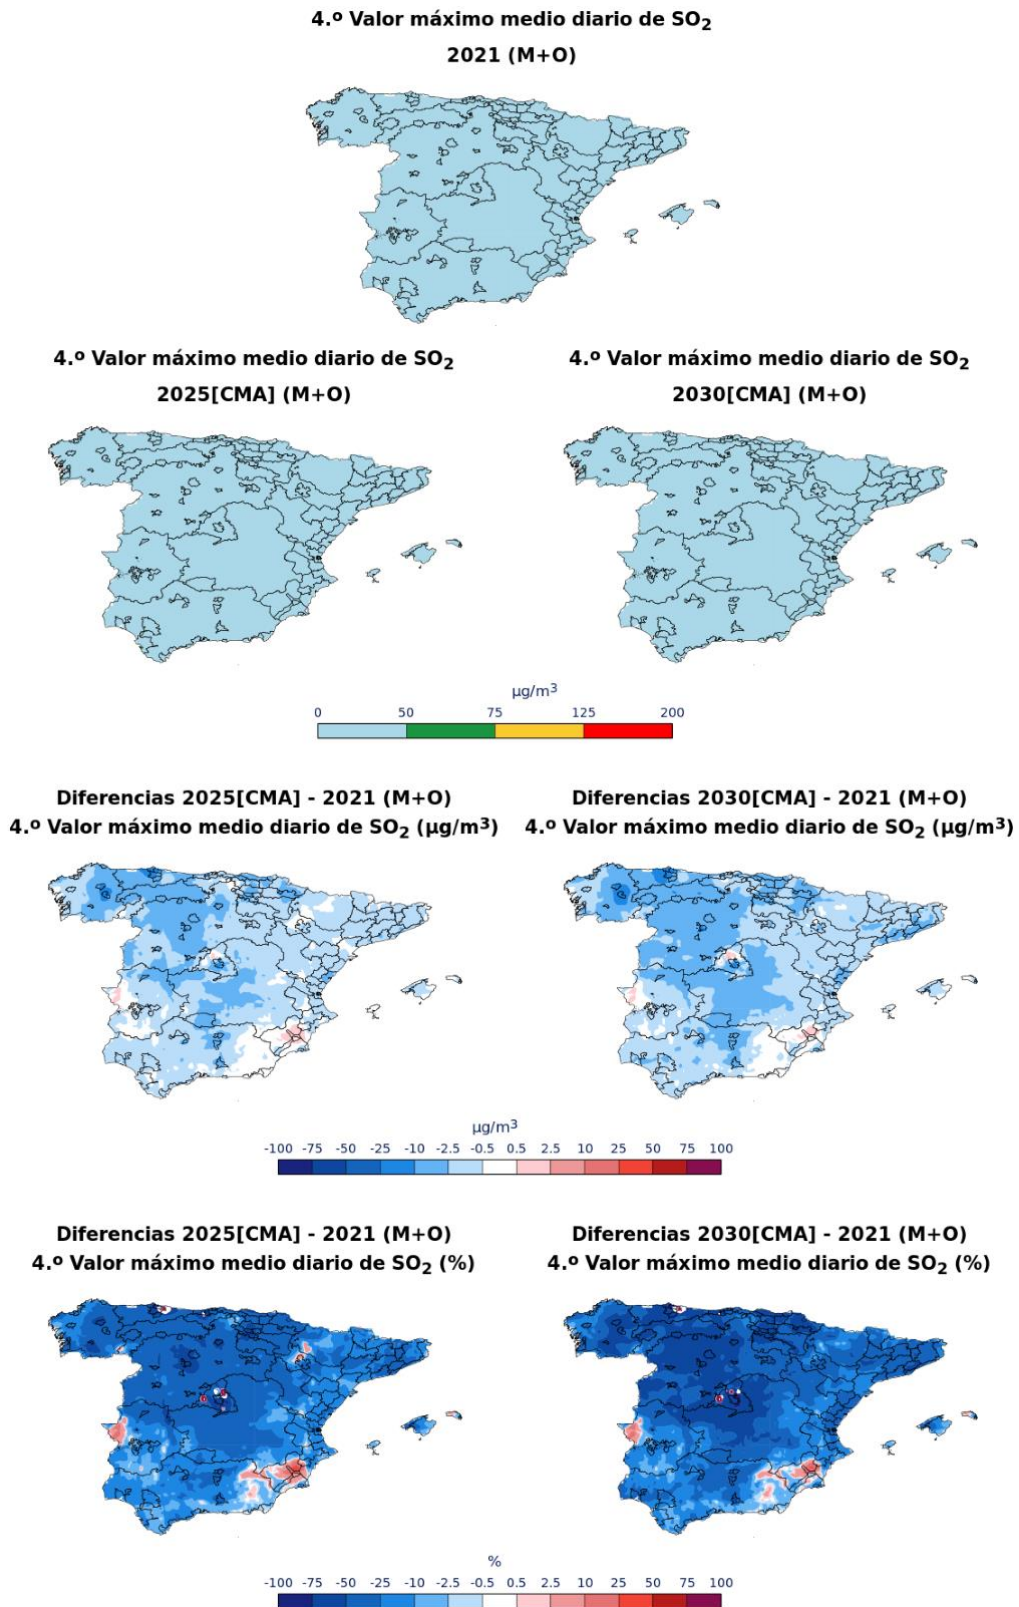 4.º Valor máximo medio diario de SO₂
2021 (M+O)
4.º Valor máximo medio diario de SO₂
2025[CMA] (M+O)
4.º Valor máximo medio diario de SO₂
2030[CMA] (M+O)
µg/m³
0 50 75 125 200
Diferencias 2025[CMA] - 2021 (M+O)
4.º Valor máximo medio diario de SO₂ (µg/m³)
Diferencias 2030[CMA] - 2021 (M+O)
4.º Valor máximo medio diario de SO₂ (µg/m³)
µg/m³
-100 -75 -50 -25 -10 -2.5 -0.5 0.5 2.5 10 25 50 75 100
Diferencias 2025[CMA] - 2021 (M+O)
4.º Valor máximo medio diario de SO₂ (%)
Diferencias 2030[CMA] - 2021 (M+O)
4.º Valor máximo medio diario de SO₂ (%)
%
-100 -75 -50 -25 -10 -2.5 -0.5 0.5 2.5 10 25 50 75 100